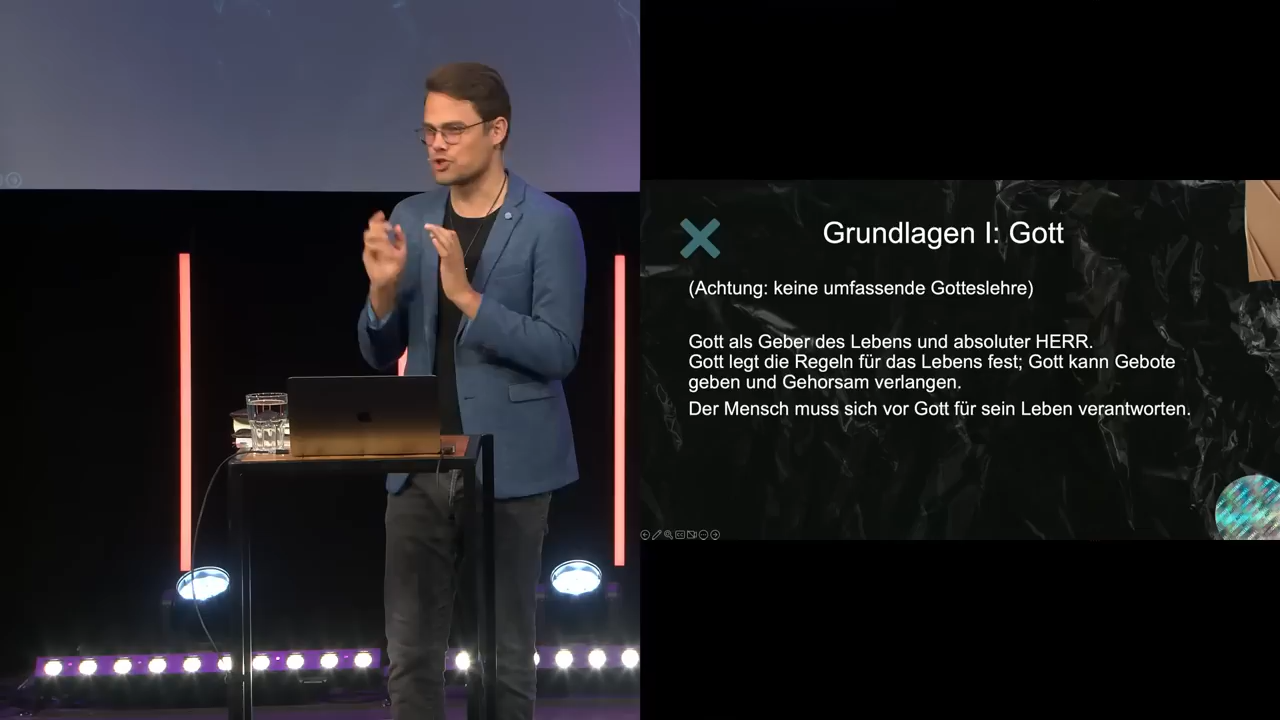 Grundlagen I: Gott
(Achtung: keine umfassende Gotteslehre)
Gott als Geber des Lebens und absoluter HERR.
Gott legt die Regeln für das Lebens fest; Gott kann Gebote
geben und Gehorsam verlangen.
Der Mensch muss sich vor Gott für sein Leben verantworten.